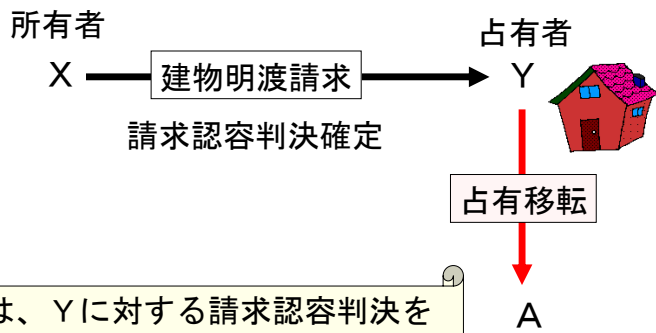 所有者
占有者
X
建物明渡請求
Y
請求認容判決確定
占有移転
は、Yに対する請求認容判決を
A